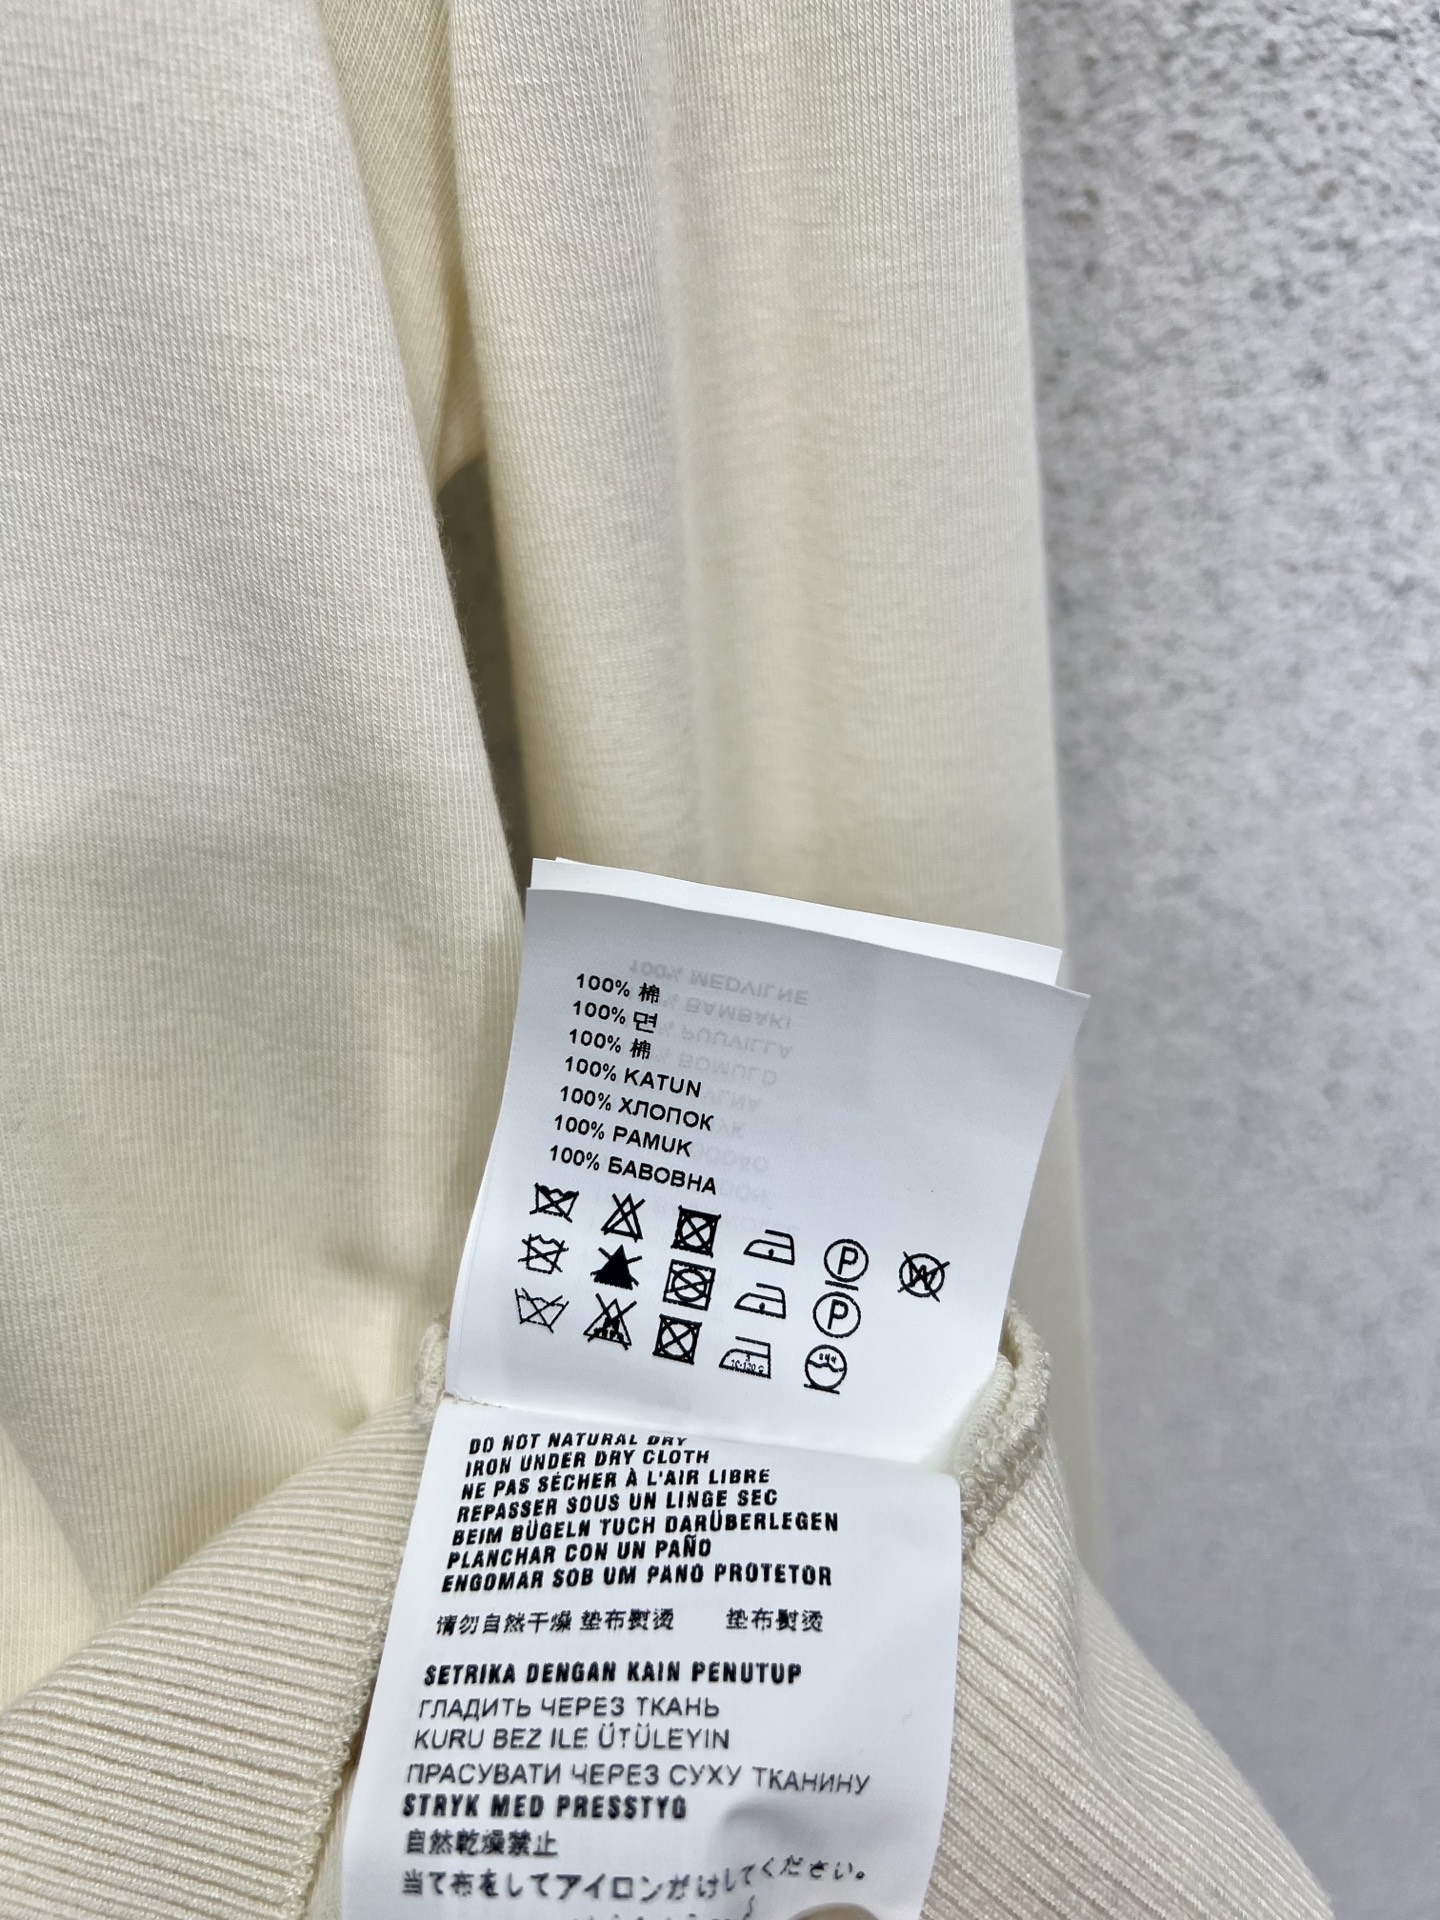 100% 棉
100% 면
100% 棉
100% KATUN
100% ХЛОПОК
100% PAMUK
100% БАВОВНА
100% MEDVILNE
BAMBAKI
PUUVILLA
BOMULD
P
W
P
DO NOT NATURAL DRY
IRON UNDER DRY CLOTH
NE PAS SÉCHER À L'AIR LIBRE
REPASSER SOUS UN LINGE SEC
BEIM BÜGELN TUCH DARÜBERLEGEN
PLANCHAR CON UN PAÑO
ENGOMAR SOB UM PANO PROTETOR
请勿自然干燥 垫布熨烫 垫布熨烫
SETRIKA DENGAN KAIN PENUTUP
ГЛАДИТЬ ЧЕРЕЗ ТКАНЬ
KURU BEZ ILE ÜTÜLEYIN
ПРАСУВАТИ ЧЕРЕЗ СУХУ ТКАНИНУ
STRYK MED PRESSTYG
自然乾燥禁止
当て布をしてアイロンがけしてください。